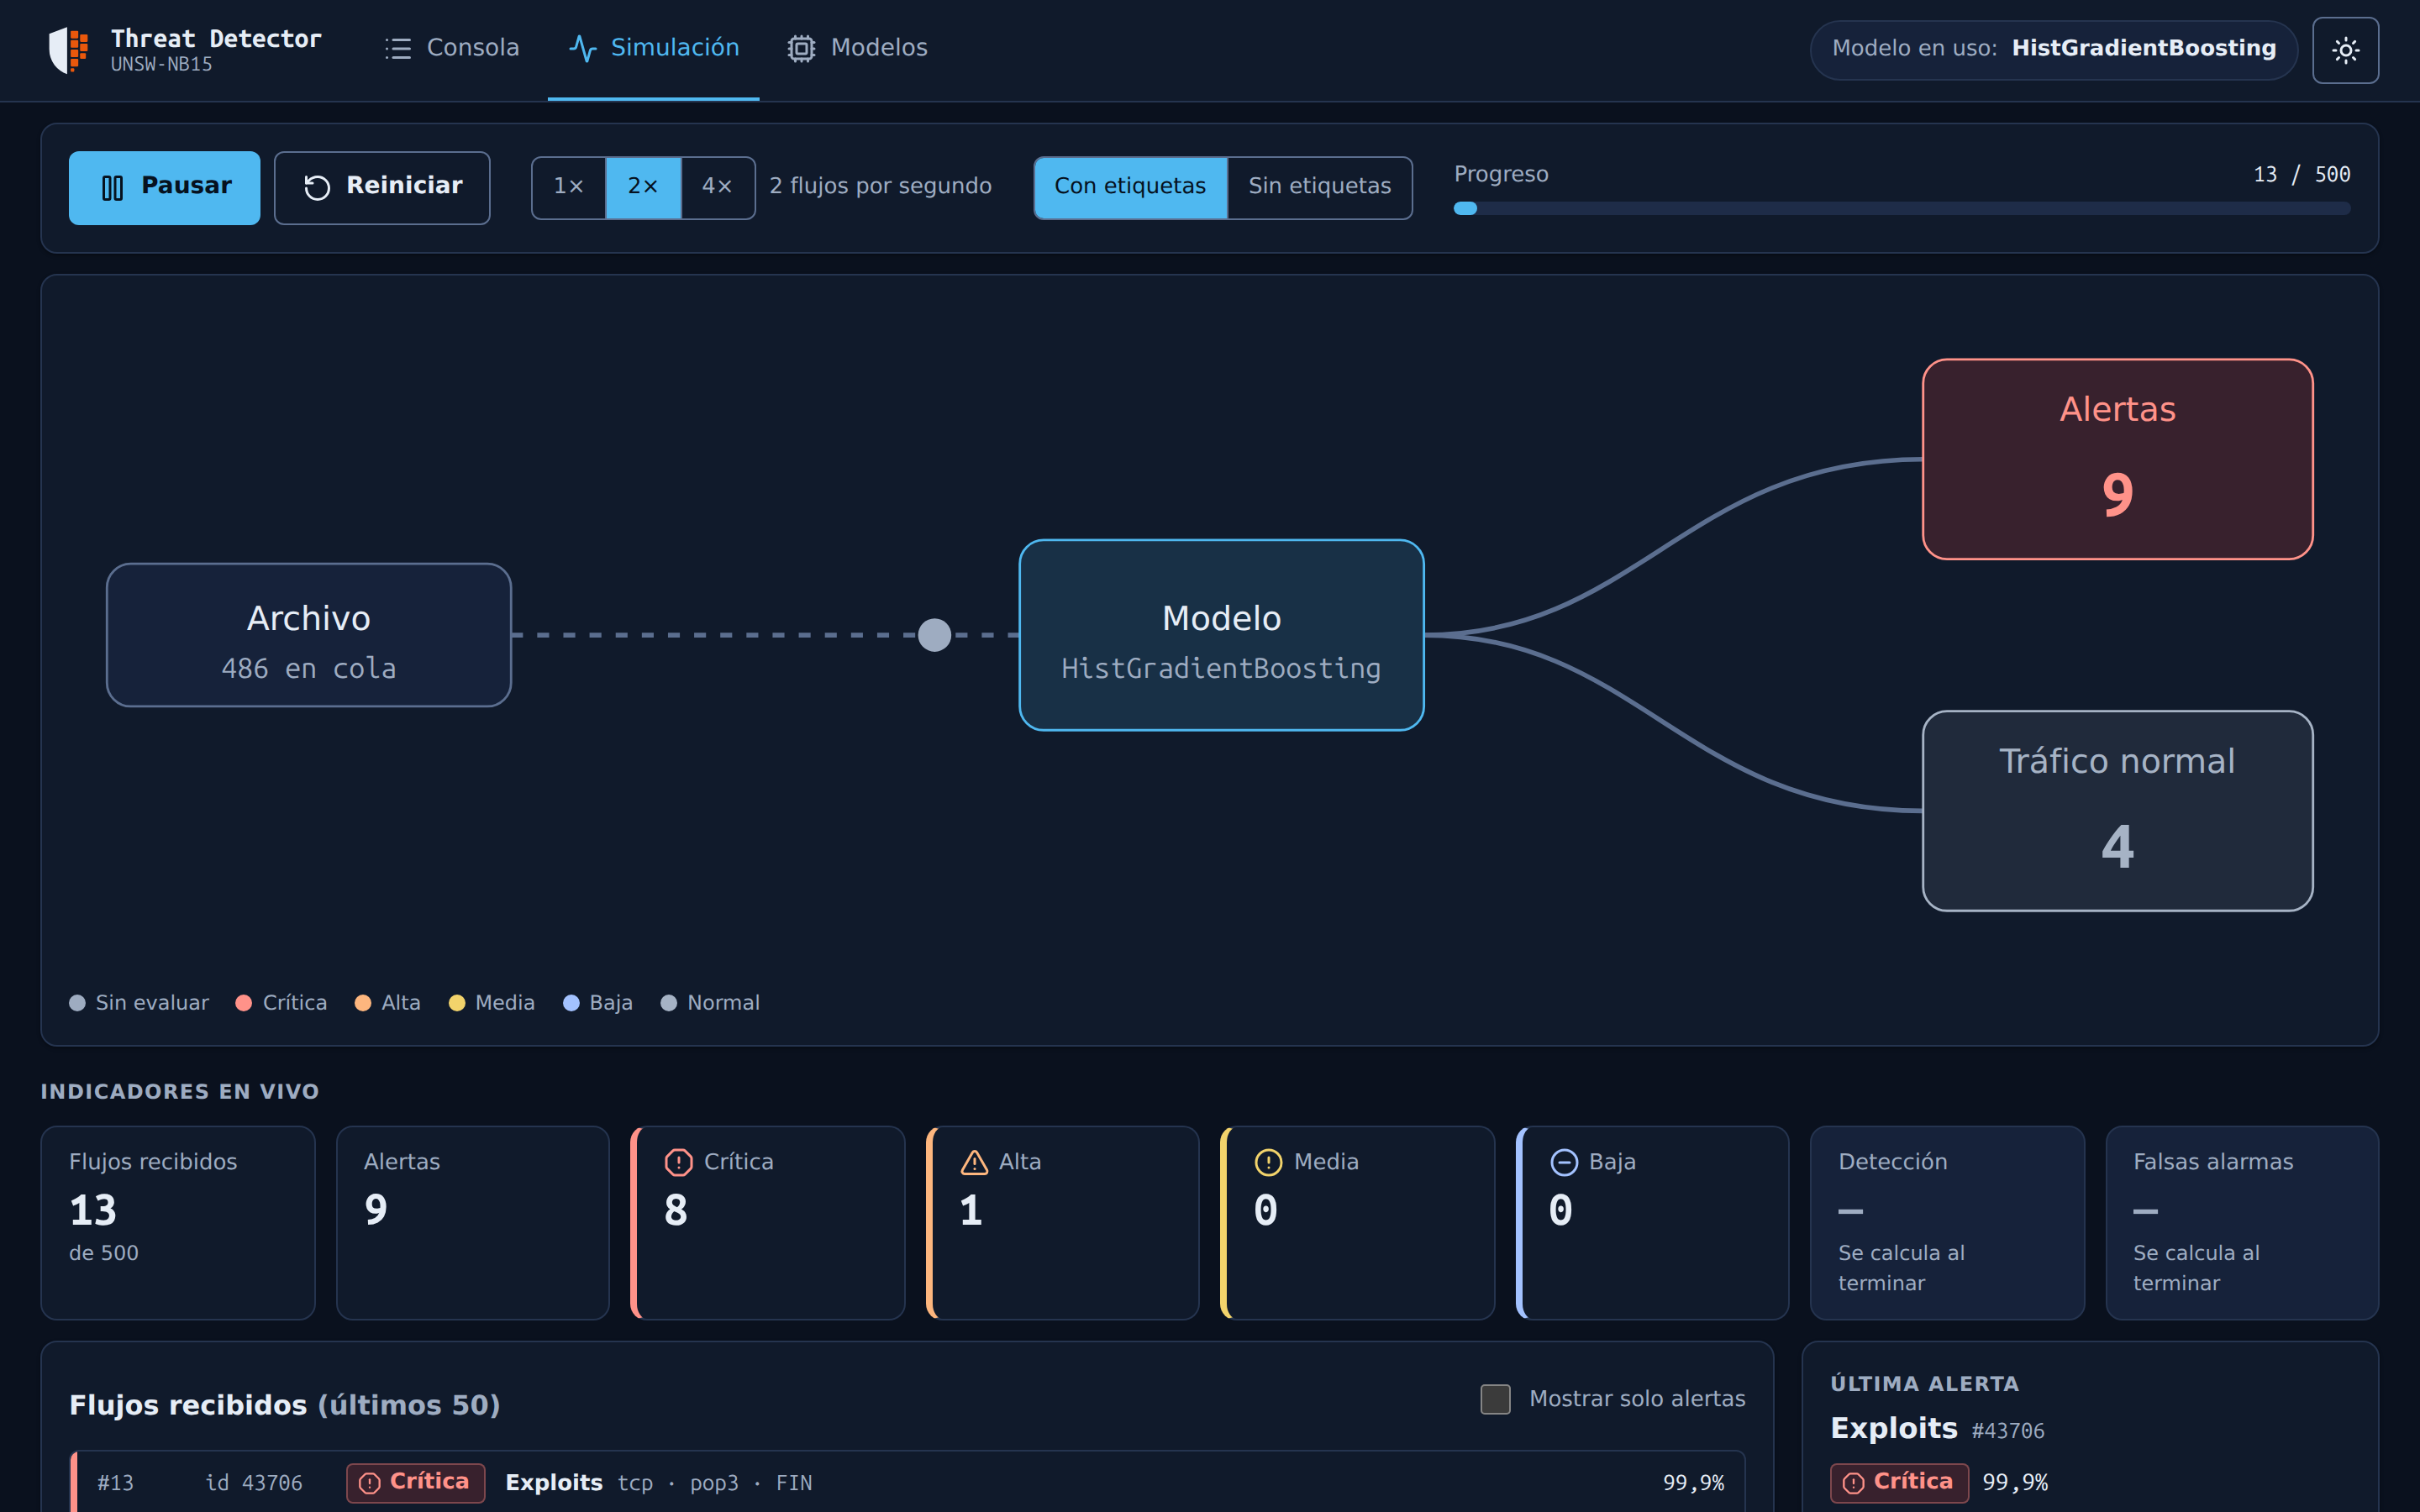 Threat Detector
UNSW-NB15
Consola
Simulación
Modelos
Modelo en uso: HistGradientBoosting
Pausar
Reiniciar
1×
2×
4×
2 flujos por segundo
Con etiquetas
Sin etiquetas
Progreso
13 / 500
Alertas
9
Archivo
486 en cola
Modelo
HistGradientBoosting
Tráfico normal
4
Sin evaluar
Crítica
Alta
Media
Baja
Normal
INDICADORES EN VIVO
Flujos recibidos
13
de 500
Alertas
9
Crítica
8
Alta
1
Media
0
Baja
0
Detección
—
Se calcula al
terminar
Falsas alarmas
—
Se calcula al
terminar
Flujos recibidos (últimos 50)
Mostrar solo alertas
#13 id 43706 Crítica Exploits tcp · pop3 · FIN 99,9%
ÚLTIMA ALERTA
Exploits #43706
Crítica 99,9%